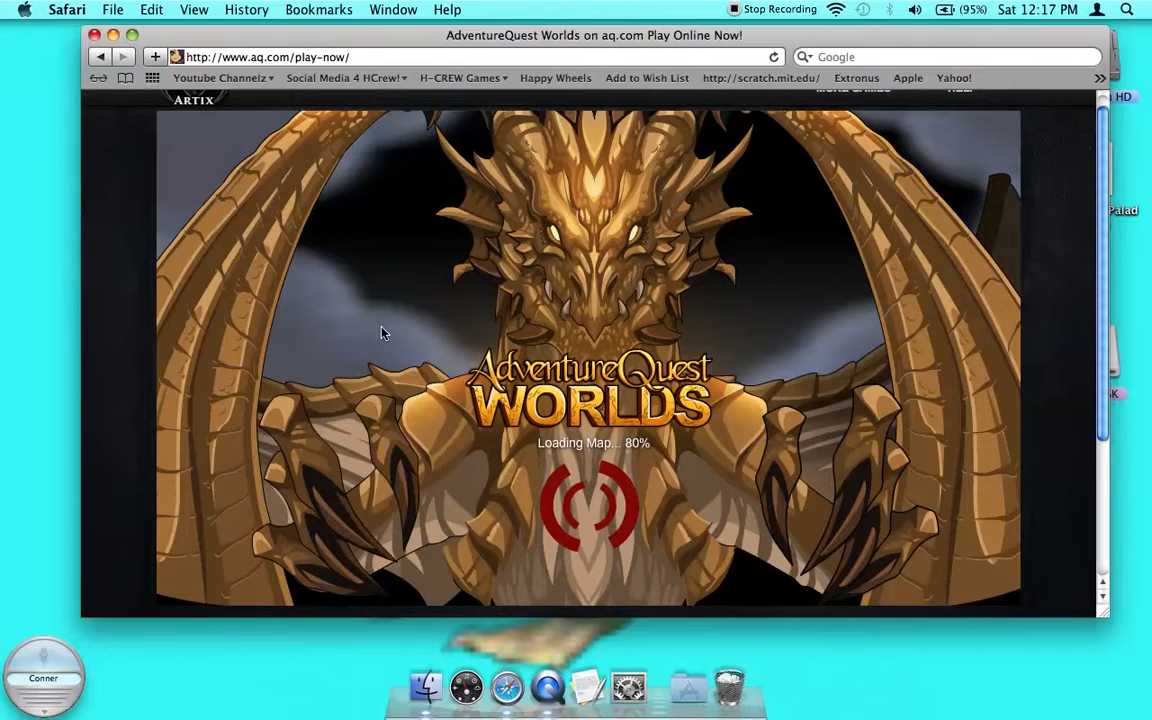 Safari File Edit View History Bookmarks Window Help Stop Recording (95%) Sat 12:17 PM
AdventureQuest Worlds on aq.com Play Online Now!
http://www.aq.com/play-now/ Google
Youtube Channelz Social Media 4 HCrew! H-CREW Games Happy Wheels Add to Wish List http://scratch.mit.edu/ Extronus Apple Yahoo!
ARTIX
HD
Palad
AdventureQuest
WORLDS
Loading Map... 80%
Conner